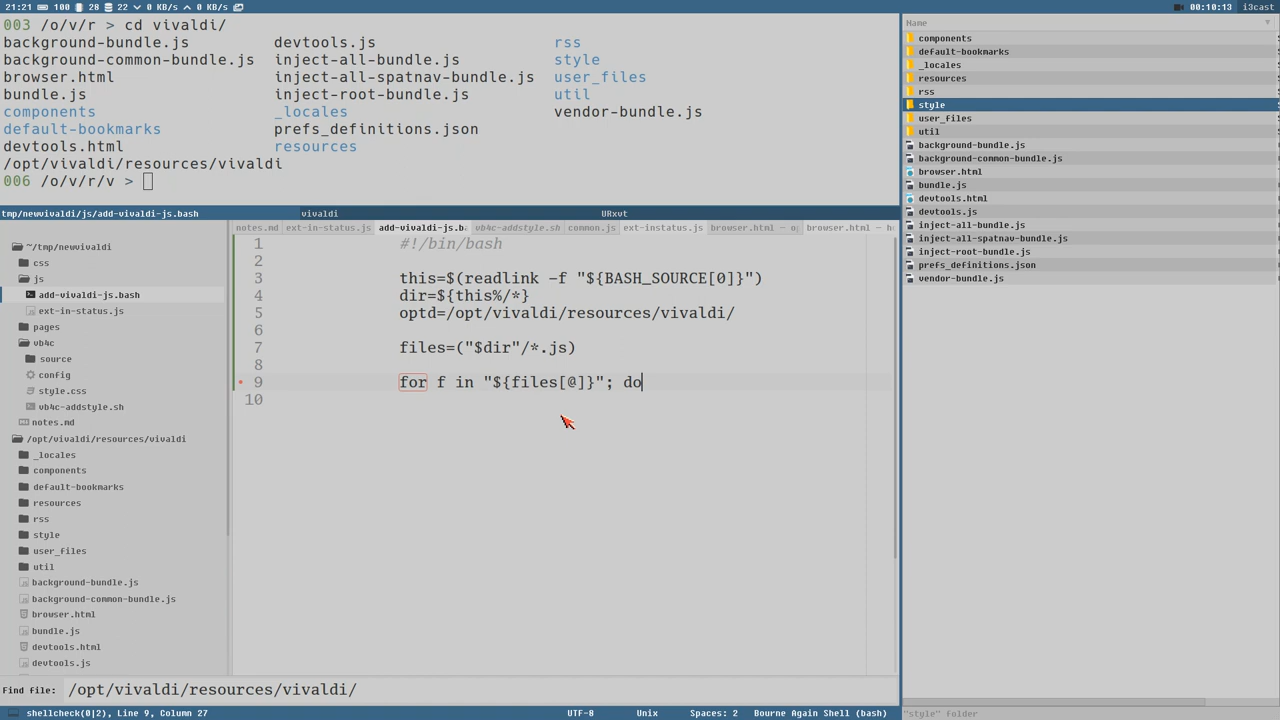 21:21 100 28 22 0 KB/s 0 KB/s 00:10:13 i3cast
003 /o/v/r > cd vivaldi/
background-bundle.js devtools.js rss
background-common-bundle.js inject-all-bundle.js style
browser.html inject-all-spatnav-bundle.js user_files
bundle.js inject-root-bundle.js util
components _locales vendor-bundle.js
default-bookmarks prefs_definitions.json
devtools.html resources
/opt/vivaldi/resources/vivaldi
006 /o/v/r/v >
tmp/newvivaldi/js/add-vivaldi-js.bash vivaldi URxvt
notes.md ext-in-status.js add-vivaldi-js.b vb4c-addstyle.sh common.js ext-instatus.js browser.html — o browser.html — h
~/tmp/newvivaldi
css
js
add-vivaldi-js.bash
ext-in-status.js
pages
vb4c
source
config
style.css
vb4c-addstyle.sh
notes.md
/opt/vivaldi/resources/vivaldi
_locales
components
default-bookmarks
resources
rss
style
user_files
util
background-bundle.js
background-common-bundle.js
browser.html
bundle.js
devtools.html
devtools.js
1 #!/bin/bash
2
3 this=$(readlink -f "${BASH_SOURCE[0]}")
4 dir=${this%/*}
5 optd=/opt/vivaldi/resources/vivaldi/
6
7 files=("$dir"/*.js)
8
9 for f in "${files[@]}"; do
10
Find file: /opt/vivaldi/resources/vivaldi/
shellcheck(0|2), Line 9, Column 27 UTF-8 Unix Spaces: 2 Bourne Again Shell (bash)
Name
components
default-bookmarks
_locales
resources
rss
style
user_files
util
background-bundle.js
background-common-bundle.js
browser.html
bundle.js
devtools.html
devtools.js
inject-all-bundle.js
inject-all-spatnav-bundle.js
inject-root-bundle.js
prefs_definitions.json
vendor-bundle.js
"style" folder